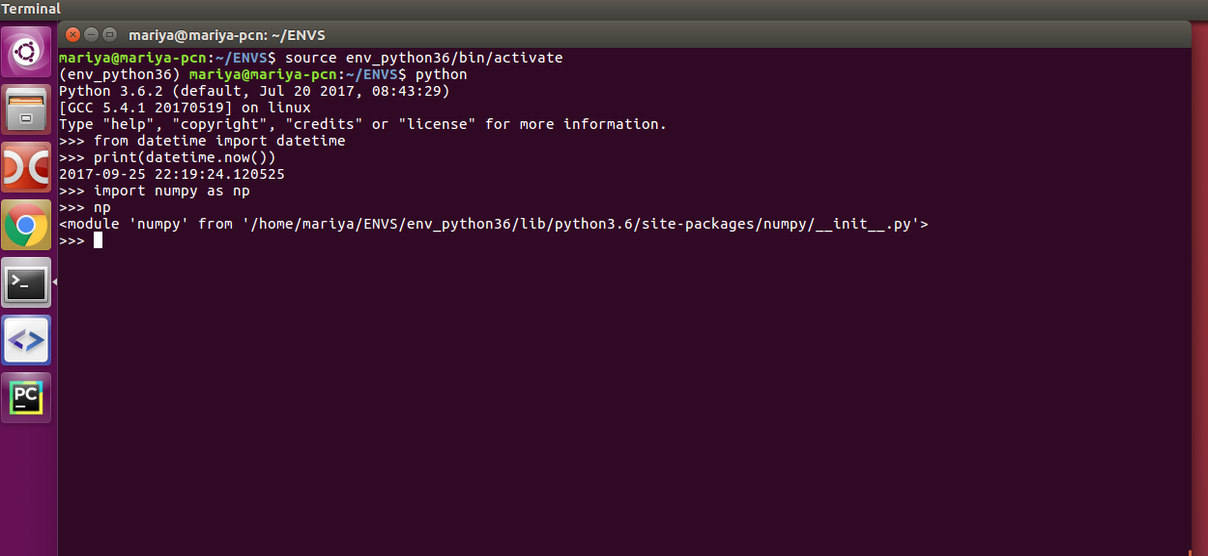 Terminal
mariya@mariya-pcn: ~/ENVS
mariya@mariya-pcn:~/ENVS$ source env_python36/bin/activate
(env_python36) mariya@mariya-pcn:~/ENVS$ python
Python 3.6.2 (default, Jul 20 2017, 08:43:29)
[GCC 5.4.1 20170519] on linux
Type "help", "copyright", "credits" or "license" for more information.
>>> from datetime import datetime
>>> print(datetime.now())
2017-09-25 22:19:24.120525
>>> import numpy as np
>>> np
<module 'numpy' from '/home/mariya/ENVS/env_python36/lib/python3.6/site-packages/numpy/__init__.py'>
>>>
>_
<>
PC